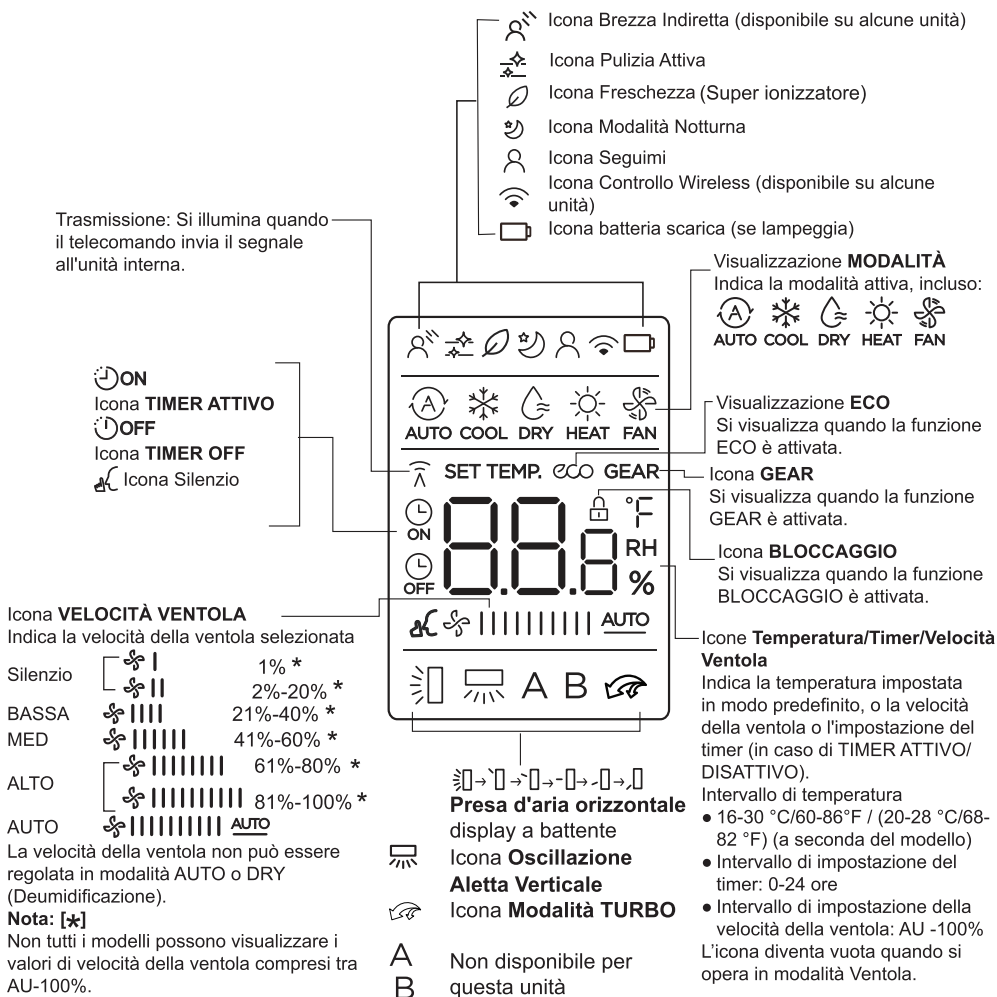 Icona Brezza Indiretta (disponibile su alcune unità)
Icona Pulizia Attiva
Icona Freschezza (Super ionizzatore)
Icona Modalità Notturna
Icona Seguimi
Icona Controllo Wireless (disponibile su alcune
unità)
Icona batteria scarica (se lampeggia)
Trasmissione: Si illumina quando
il telecomando invia il segnale
all'unità interna.
Visualizzazione MODALITÀ
Indica la modalità attiva, incluso:
A
AUTO COOL DRY HEAT FAN
ON
Icona TIMER ATTIVO
OFF
Icona TIMER OFF
Icona Silenzio
A
AUTO COOL DRY HEAT FAN
SET TEMP. eco GEAR
ON
OFF
88.8
°F
RH
%
AUTO
A B
Visualizzazione ECO
Si visualizza quando la funzione
ECO è attivata.
Icona GEAR
Si visualizza quando la funzione
GEAR è attivata.
Icona BLOCCAGGIO
Si visualizza quando la funzione
BLOCCAGGIO è attivata.
Icona VELOCITÀ VENTOLA
Indica la velocità della ventola selezionata
Silenzio
1% *
2%-20% *
BASSA 21%-40% *
MED 41%-60% *
ALTO
61%-80% *
81%-100% *
AUTO AUTO
La velocità della ventola non può essere
regolata in modalità AUTO o DRY
(Deumidificazione).
Nota: [*]
Non tutti i modelli possono visualizzare i
valori di velocità della ventola compresi tra
AU-100%.
Presa d'aria orizzontale
display a battente
Icona Oscillazione
Aletta Verticale
Icona Modalità TURBO
A
B
Non disponibile per
questa unità
Icone Temperatura/Timer/Velocità
Ventola
Indica la temperatura impostata
in modo predefinito, o la velocità
della ventola o l'impostazione del
timer (in caso di TIMER ATTIVO/
DISATTIVO).
Intervallo di temperatura
● 16-30 °C/60-86°F / (20-28 °C/68-
82 °F) (a seconda del modello)
● Intervallo di impostazione del
timer: 0-24 ore
● Intervallo di impostazione della
velocità della ventola: AU -100%
L'icona diventa vuota quando si
opera in modalità Ventola.